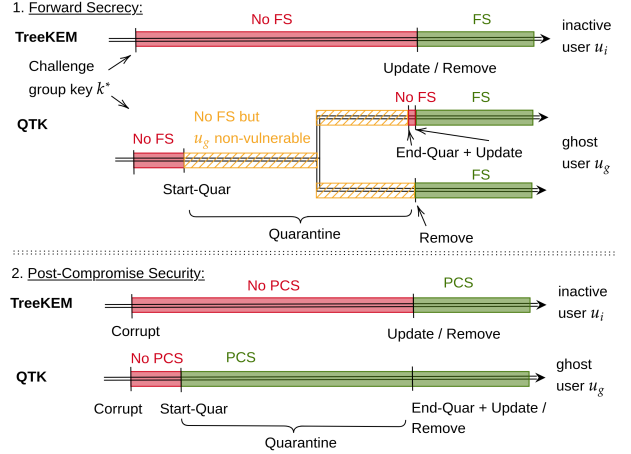 1. Forward Secrecy:
No FS
FS
TreeKEM
inactive
user u_i
Challenge
group key k*
Update / Remove
No FS
FS
QTK
No FS but
u_g non-vulnerable
No FS
ghost
user u_g
End-Quar + Update
FS
Start-Quar
Quarantine
Remove
2. Post-Compromise Security:
No PCS
PCS
TreeKEM
inactive
user u_i
Corrupt
Update / Remove
No PCS
PCS
QTK
ghost
user u_g
Corrupt
Start-Quar
End-Quar + Update /
Remove
Quarantine